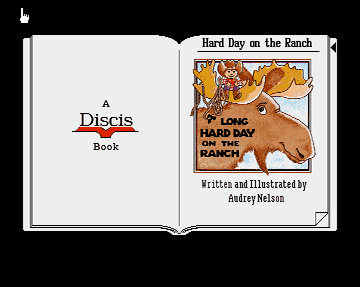 A
Discis
Book
Hard Day on the Ranch
A LONG
HARD DAY
ON THE
RANCH
Written and Illustrated by
Audrey Nelson